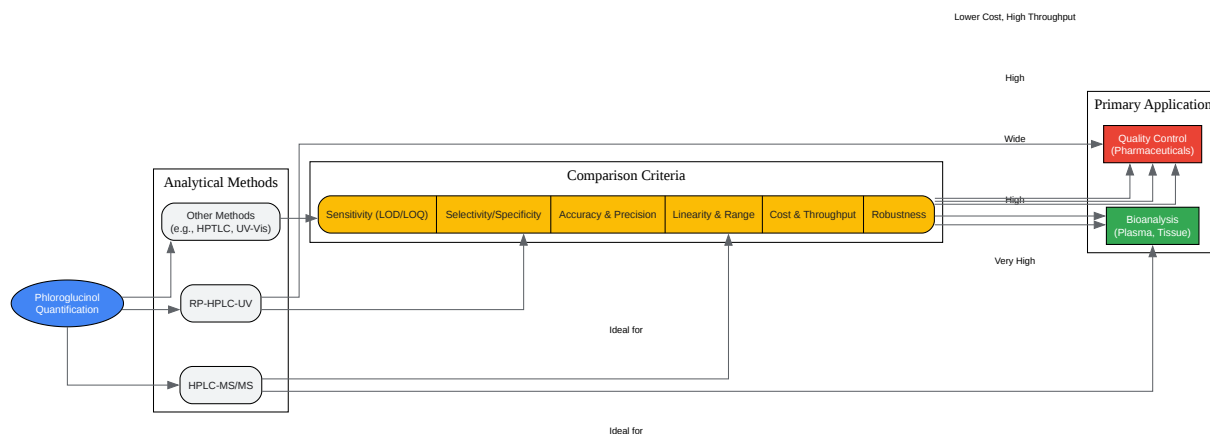 Lower Cost, High Throughput
High
Primary Application
Wide
Quality Control
(Pharmaceuticals)
Analytical Methods
Comparison Criteria
Other Methods
(e.g., HPTLC, UV-Vis)
Sensitivity (LOD/LOQ)
Selectivity/Specificity
Accuracy & Precision
Linearity & Range
Cost & Throughput
Robustness
High
Bioanalysis
(Plasma, Tissue)
Very High
Phloroglucinol
Quantification
RP-HPLC-UV
Ideal for
HPLC-MS/MS
Ideal for